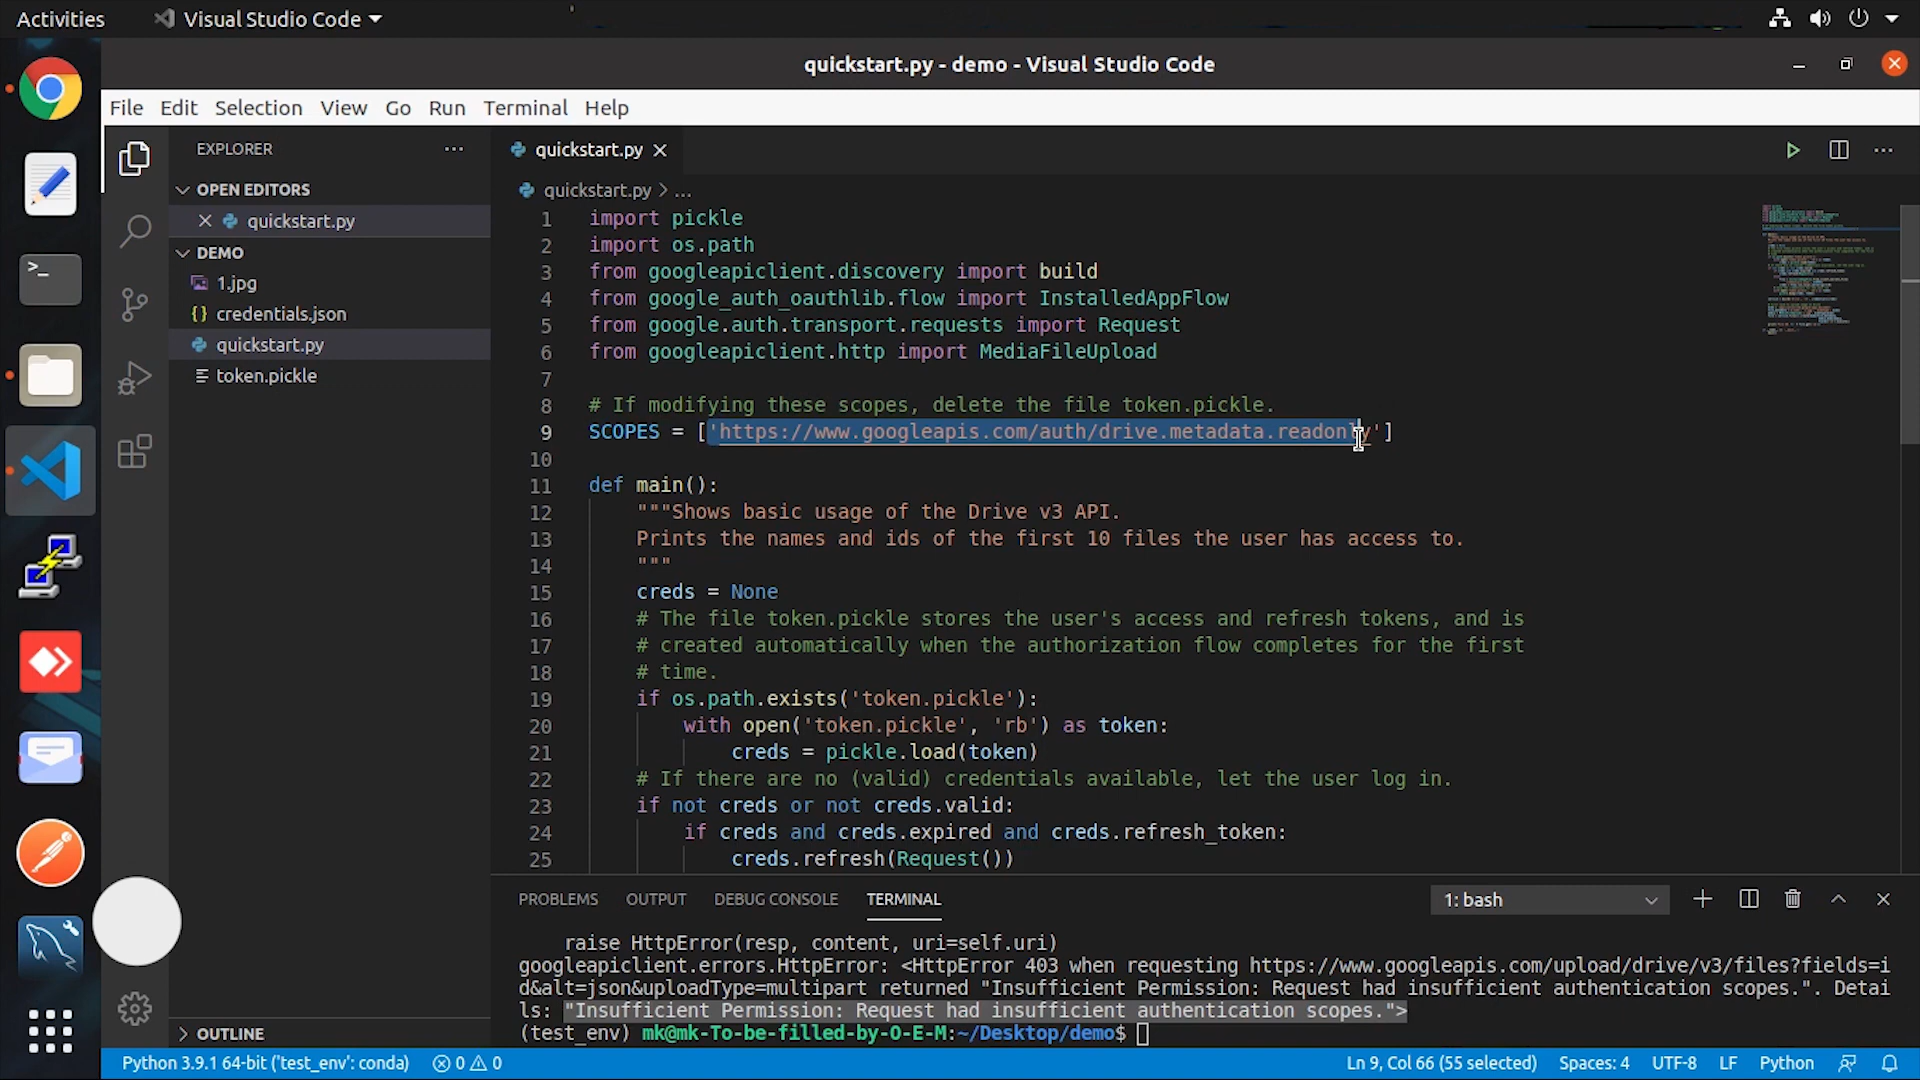 Activities
Visual Studio Code
quickstart.py - demo - Visual Studio Code
File Edit Selection View Go Run Terminal Help
EXPLORER
OPEN EDITORS
quickstart.py
DEMO
1.jpg
{} credentials.json
quickstart.py
token.pickle
OUTLINE
quickstart.py
quickstart.py > ...
1 import pickle
2 import os.path
3 from googleapiclient.discovery import build
4 from google_auth_oauthlib.flow import InstalledAppFlow
5 from google.auth.transport.requests import Request
6 from googleapiclient.http import MediaFileUpload
7
8 # If modifying these scopes, delete the file token.pickle.
9 SCOPES = ['https://www.googleapis.com/auth/drive.metadata.readonly']
10
11 def main():
12 """Shows basic usage of the Drive v3 API.
13 Prints the names and ids of the first 10 files the user has access to.
14 """
15 creds = None
16 # The file token.pickle stores the user's access and refresh tokens, and is
17 # created automatically when the authorization flow completes for the first
18 # time.
19 if os.path.exists('token.pickle'):
20 with open('token.pickle', 'rb') as token:
21 creds = pickle.load(token)
22 # If there are no (valid) credentials available, let the user log in.
23 if not creds or not creds.valid:
24 if creds and creds.expired and creds.refresh_token:
25 creds.refresh(Request())
PROBLEMS OUTPUT DEBUG CONSOLE TERMINAL
1: bash
raise HttpError(resp, content, uri=self.uri)
googleapiclient.errors.HttpError: <HttpError 403 when requesting https://www.googleapis.com/upload/drive/v3/files?fields=i
d&alt=json&uploadType=multipart returned "Insufficient Permission: Request had insufficient authentication scopes.". Detai
ls: "Insufficient Permission: Request had insufficient authentication scopes.">
(test_env) mk@mk-To-be-filled-by-O-E-M:~/Desktop/demo$
Python 3.9.1 64-bit ('test_env': conda) 0 0
Ln 9, Col 66 (55 selected) Spaces: 4 UTF-8 LF Python